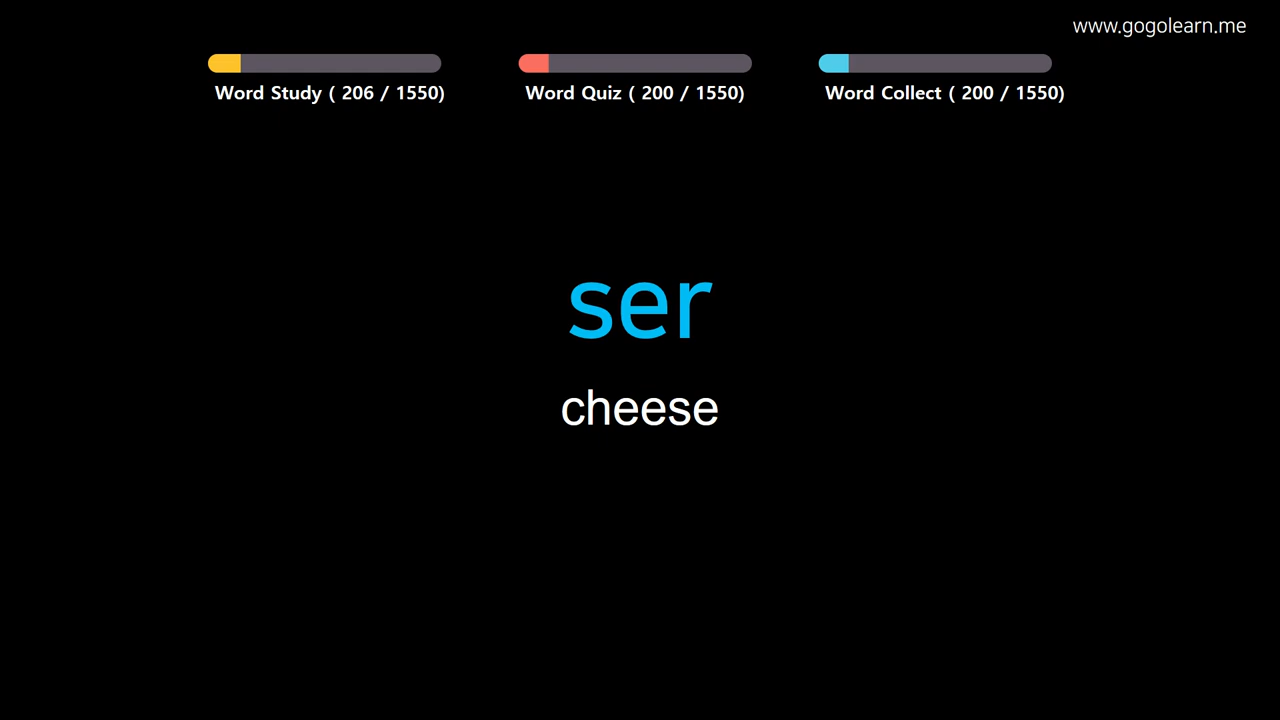 www.gogolearn.me
Word Study ( 206 / 1550)
Word Quiz ( 200 / 1550)
Word Collect ( 200 / 1550)
ser
cheese